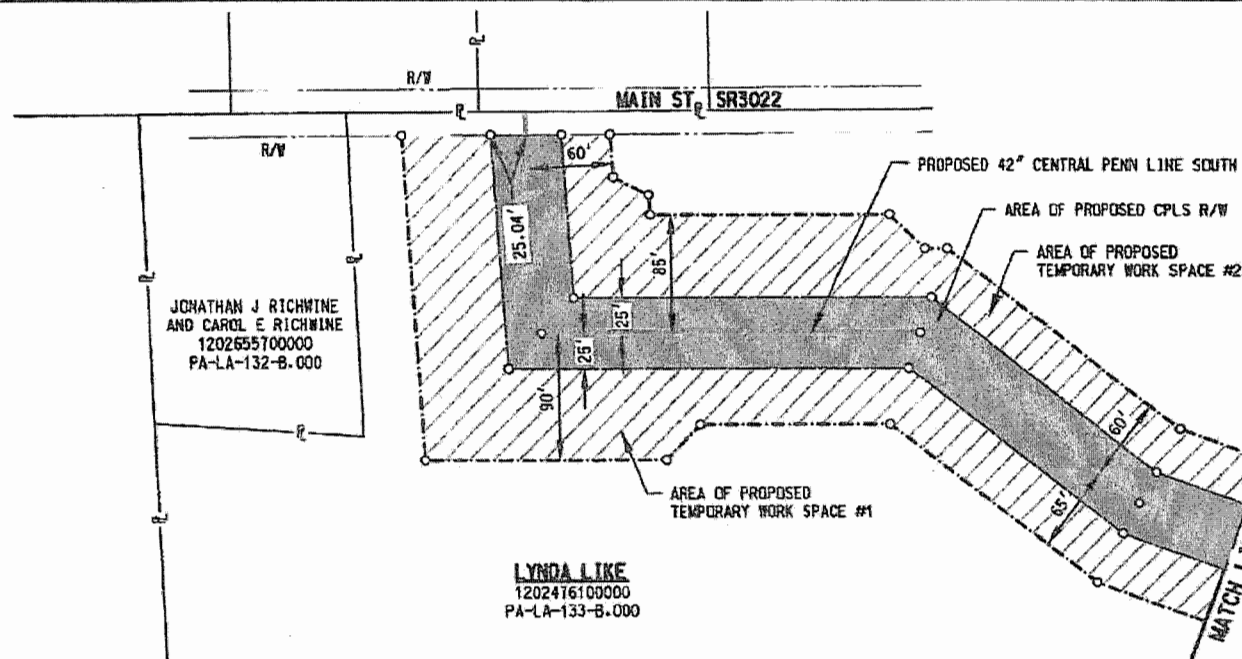 R/W
MAIN ST SR3022
R/W
60'
PROPOSED 42" CENTRAL PENN LINE SOUTH
AREA OF PROPOSED CPLS R/W
AREA OF PROPOSED
TEMPORARY WORK SPACE #2
25.04'
85'
25'
25'
90'
JONATHAN J RICHWINE
AND CAROL E RICHWINE
1202655700000
PA-LA-132-B.000
60'
65'
AREA OF PROPOSED
TEMPORARY WORK SPACE #1
LYNDA LIKE
1202476100000
PA-LA-133-B.000
MATCH